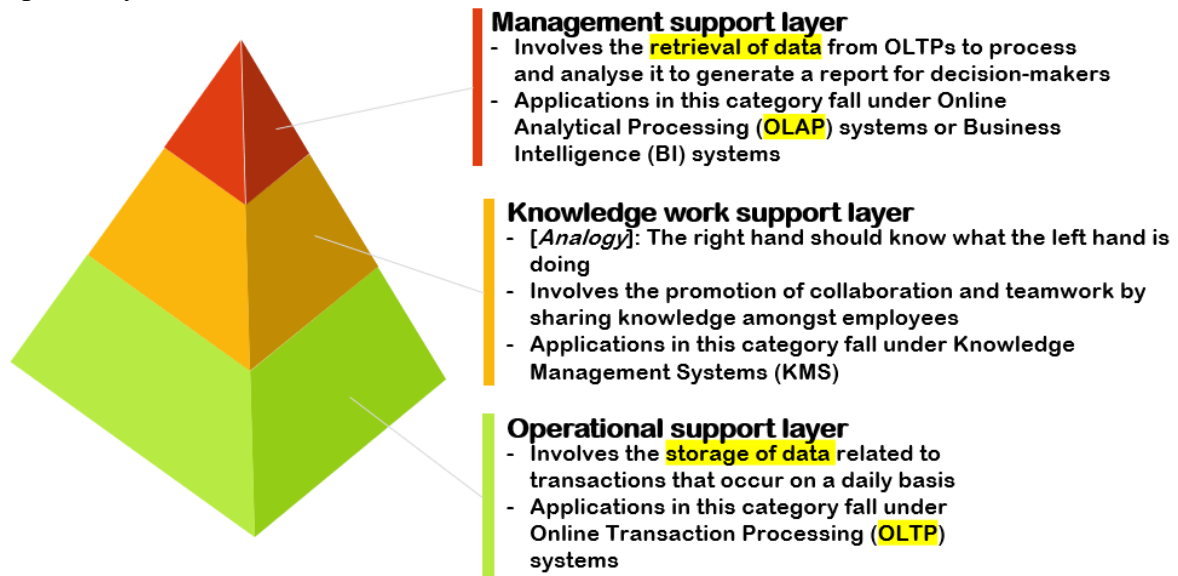 Management support layer
- Involves the retrieval of data from OLTPs to process
and analyse it to generate a report for decision-makers
- Applications in this category fall under Online
Analytical Processing (OLAP) systems or Business
Intelligence (BI) systems
Knowledge work support layer
- [Analogy]: The right hand should know what the left hand is
doing
- Involves the promotion of collaboration and teamwork by
sharing knowledge amongst employees
- Applications in this category fall under Knowledge
Management Systems (KMS)
Operational support layer
- Involves the storage of data related to
transactions that occur on a daily basis
- Applications in this category fall under
Online Transaction Processing (OLTP)
systems